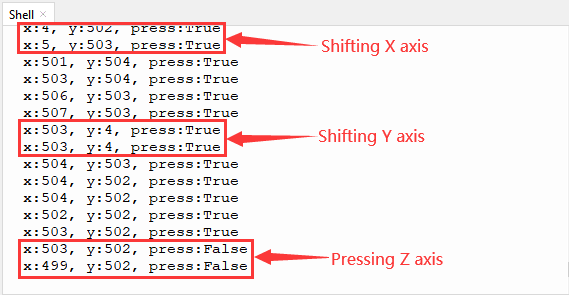 Shell ×
x:4, y:502, press:True
x:5, y:503, press:True
Shifting X axis
x:501, y:504, press:True
x:503, y:504, press:True
x:506, y:503, press:True
x:507, y:503, press:True
x:503, y:4, press:True
Shifting Y axis
x:503, y:4, press:True
x:504, y:503, press:True
x:504, y:502, press:True
x:504, y:502, press:True
x:502, y:502, press:True
x:503, y:502, press:True
x:503, y:502, press:False
Pressing Z axis
x:499, y:502, press:False